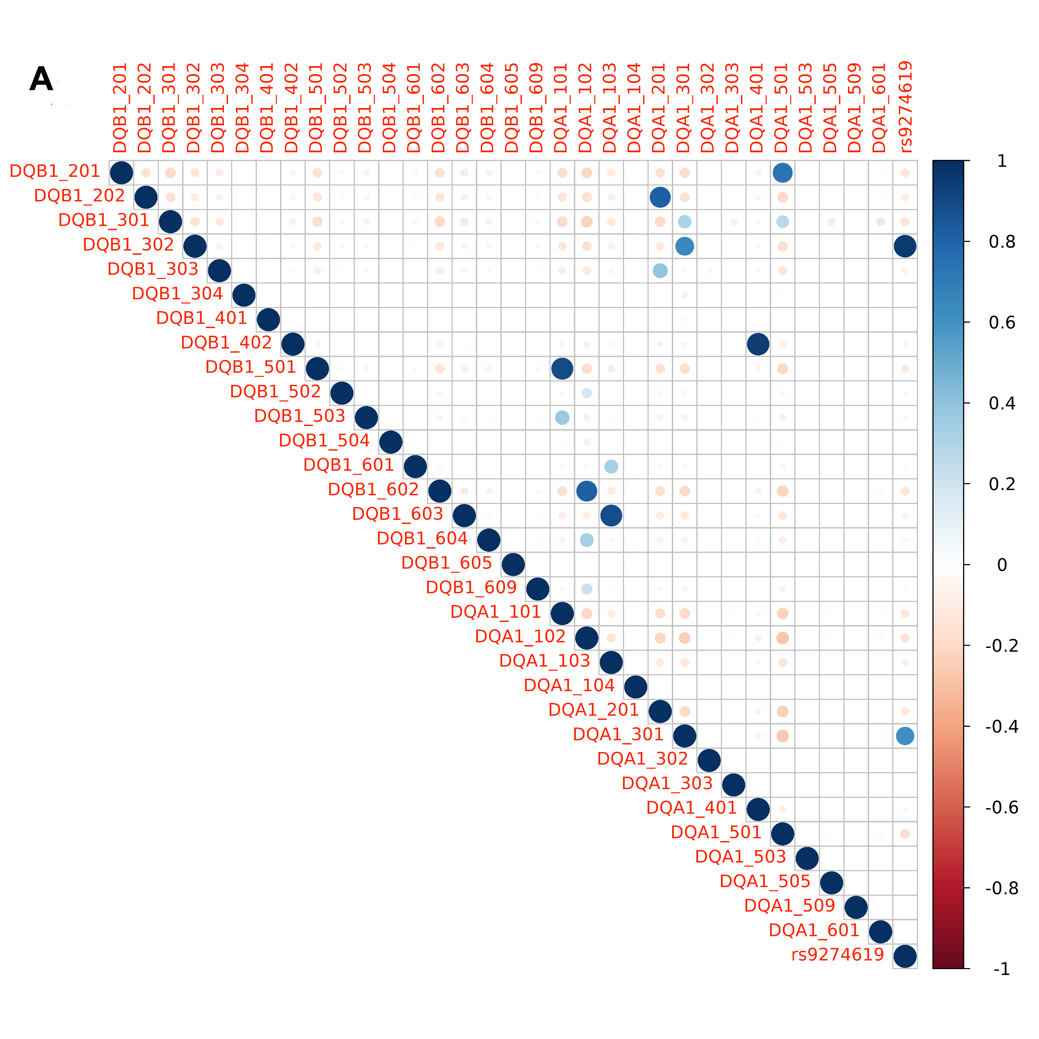 A
DQB1_201
DQB1_202
DQB1_301
DQB1_302
DQB1_303
DQB1_304
DQB1_401
DQB1_402
DQB1_501
DQB1_502
DQB1_503
DQB1_504
DQB1_601
DQB1_602
DQB1_603
DQB1_604
DQB1_605
DQB1_609
DQA1_101
DQA1_102
DQA1_103
DQA1_104
DQA1_201
DQA1_301
DQA1_302
DQA1_303
DQA1_401
DQA1_501
DQA1_503
DQA1_505
DQA1_509
DQA1_601
rs9274619
DQB1_201
DQB1_202
DQB1_301
DQB1_302
DQB1_303
DQB1_304
DQB1_401
DQB1_402
DQB1_501
DQB1_502
DQB1_503
DQB1_504
DQB1_601
DQB1_602
DQB1_603
DQB1_604
DQB1_605
DQB1_609
DQA1_101
DQA1_102
DQA1_103
DQA1_104
DQA1_201
DQA1_301
DQA1_302
DQA1_303
DQA1_401
DQA1_501
DQA1_503
DQA1_505
DQA1_509
DQA1_601
rs9274619
1
0.8
0.6
0.4
0.2
0
-0.2
-0.4
-0.6
-0.8
-1